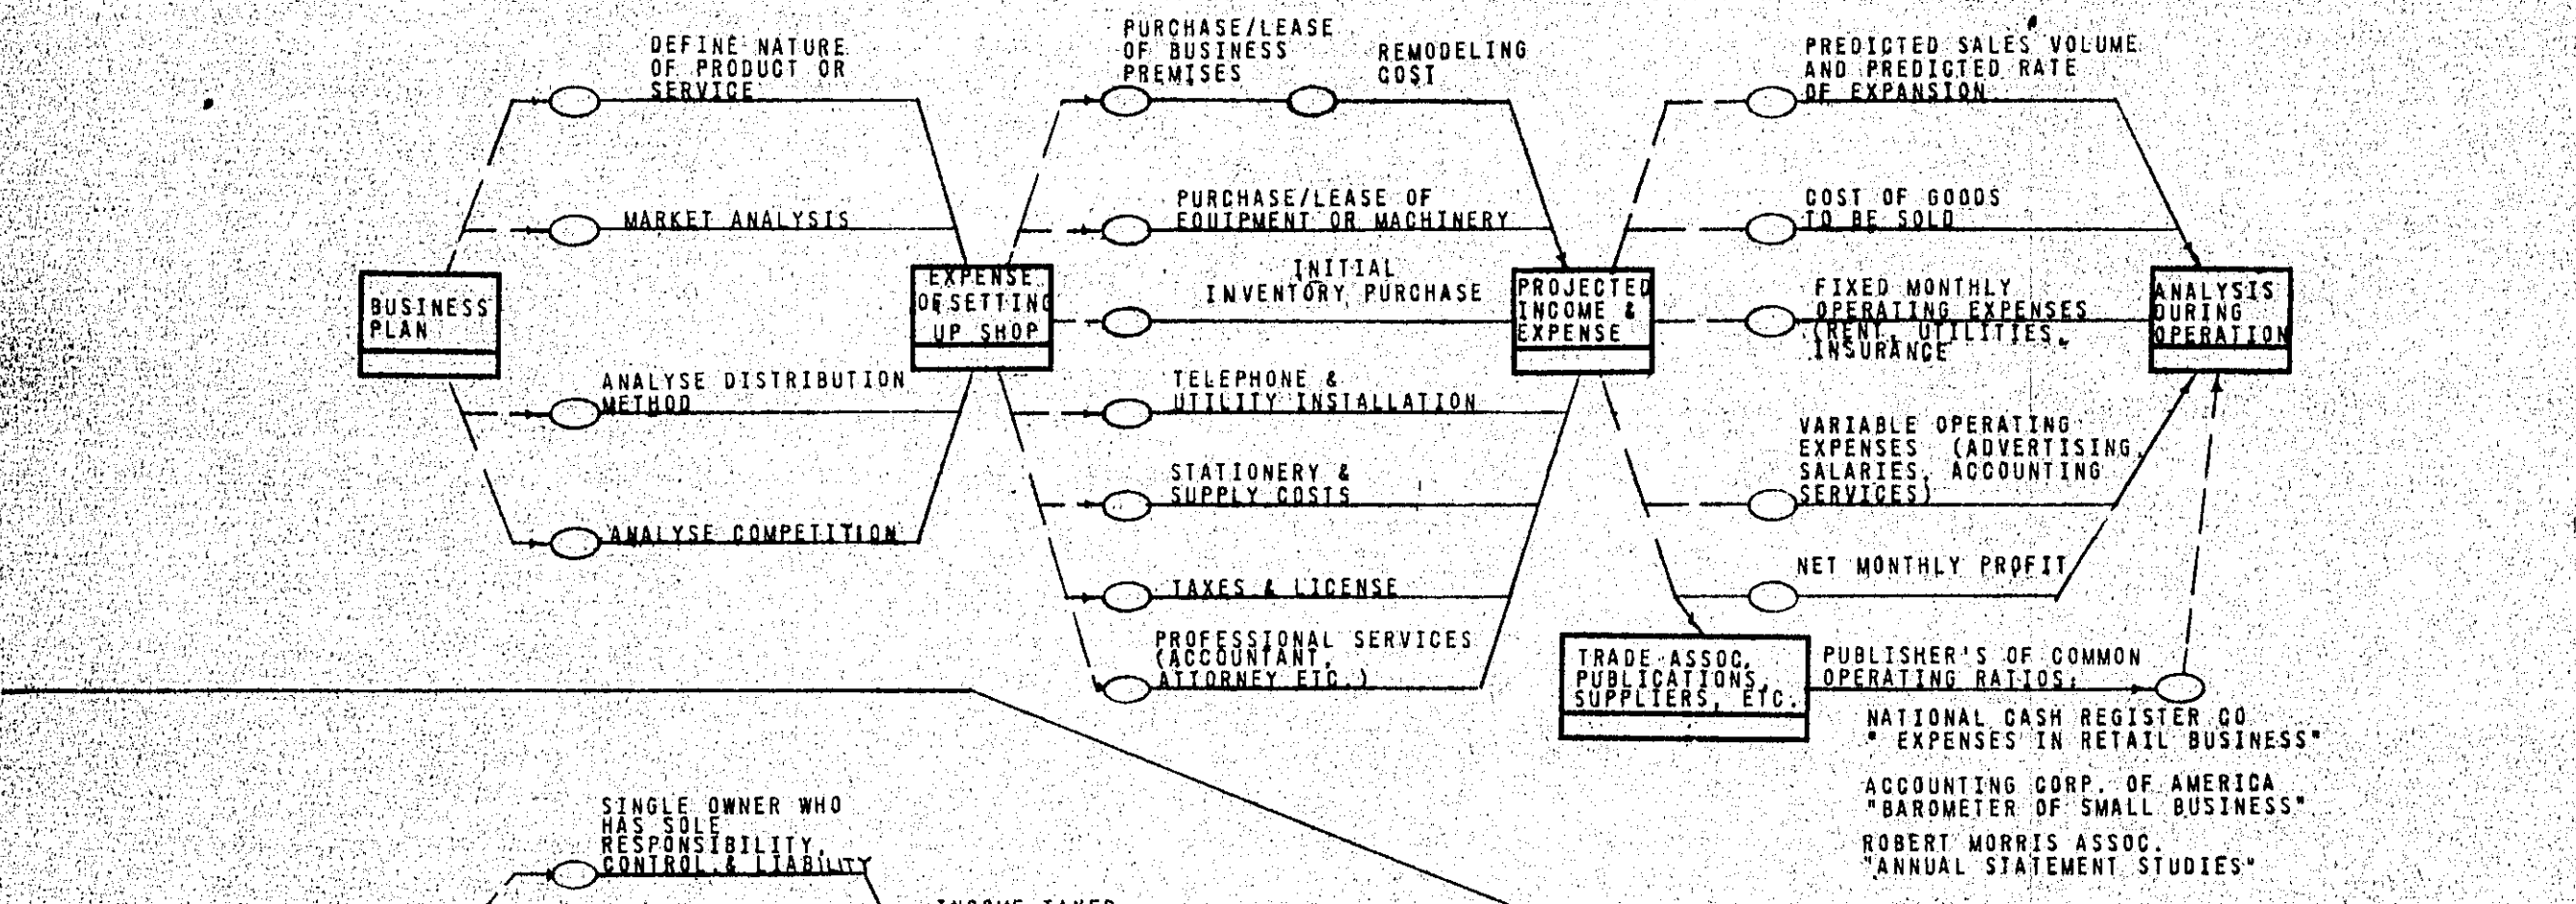 DEFINE NATURE
OF PRODUCT OR
SERVICE
PURCHASE/LEASE
OF BUSINESS
PREMISES
REMODELING
COST
PREDICTED SALES VOLUME
AND PREDICTED RATE
OF EXPANSION
MARKET ANALYSIS
PURCHASE/LEASE OF
EQUIPMENT OR MACHINERY
COST OF GOODS
TO BE SOLD
BUSINESS
PLAN
EXPENSE
OF SETTING
UP SHOP
INITIAL
INVENTORY PURCHASE
PROJECTED
INCOME &
EXPENSE
FIXED MONTHLY
OPERATING EXPENSES
(RENT, UTILITIES,
INSURANCE
ANALYSIS
DURING
OPERATION
ANALYSE DISTRIBUTION
METHOD
TELEPHONE &
UTILITY INSTALLATION
VARIABLE OPERATING
EXPENSES (ADVERTISING,
SALARIES, ACCOUNTING
SERVICES)
STATIONERY &
SUPPLY COSTS
ANALYSE COMPETITION
TAXES & LICENSE
NET MONTHLY PROFIT
PROFESSIONAL SERVICES
(ACCOUNTANT,
ATTORNEY ETC.)
TRADE ASSOC.
PUBLICATIONS,
SUPPLIERS, ETC.
PUBLISHER'S OF COMMON
OPERATING RATIOS:
NATIONAL CASH REGISTER CO
" EXPENSES IN RETAIL BUSINESS"
ACCOUNTING CORP. OF AMERICA
"BAROMETER OF SMALL BUSINESS"
ROBERT MORRIS ASSOC.
"ANNUAL STATEMENT STUDIES"
SINGLE OWNER WHO
HAS SOLE
RESPONSIBILITY,
CONTROL & LIABILITY
INCOME TAXED